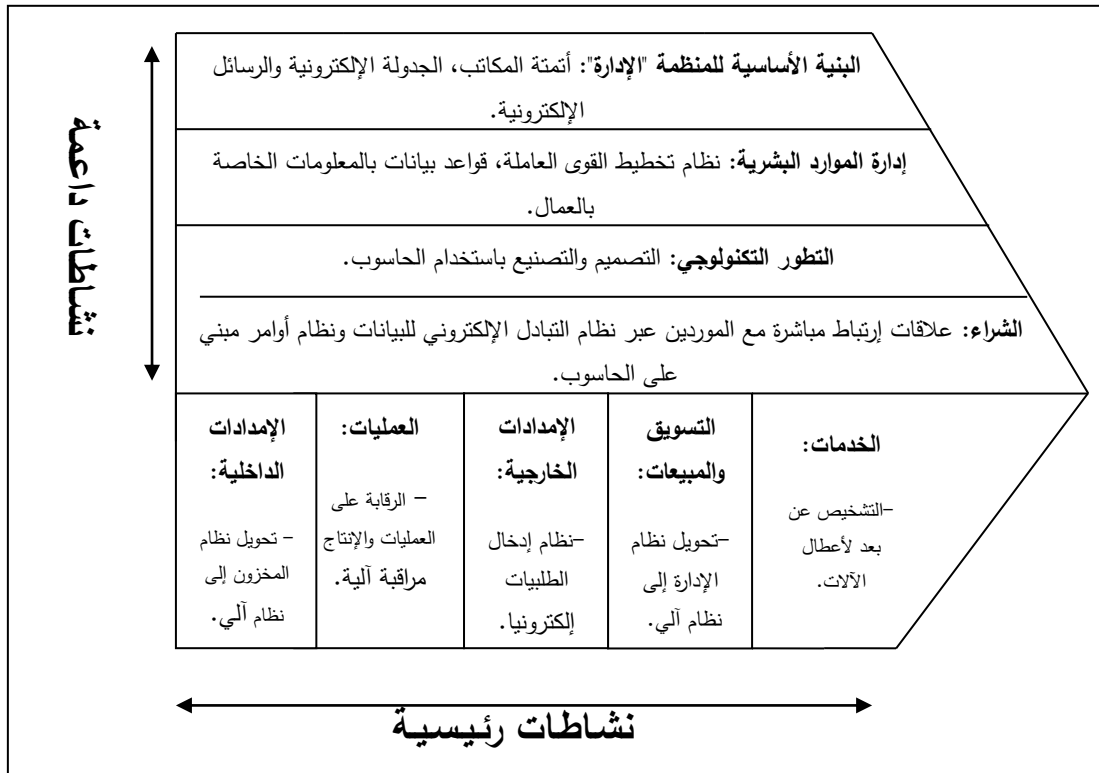 البنية الأساسية للمنظمة "الإدارة": أتمتة المكاتب، الجدولة الإلكترونية والرسائل
الإلكترونية.
إدارة الموارد البشرية: نظام تخطيط القوى العاملة، قواعد بيانات بالمعلومات الخاصة
بالعمال.
التطور التكنولوجي: التصميم والتصنيع باستخدام الحاسوب.
الشراء: علاقات إرتباط مباشرة مع الموردين عبر نظام التبادل الإلكتروني للبيانات ونظام أوامر مبني
على الحاسوب.
نشاطات داعمة
الإمدادات
الداخلية:
– تحويل نظام
المخزون إلى
نظام آلي.
العمليات:
– الرقابة على
العمليات والإنتاج
مراقبة آلية.
الإمدادات
الخارجية:
–نظام إدخال
الطلبيات
إلكترونيا.
التسويق
والمبيعات:
–تحويل نظام
الإدارة إلى
نظام آلي.
الخدمات:
–التشخيص عن
بعد لأعطال
الآلات.
نشاطات رئيسية